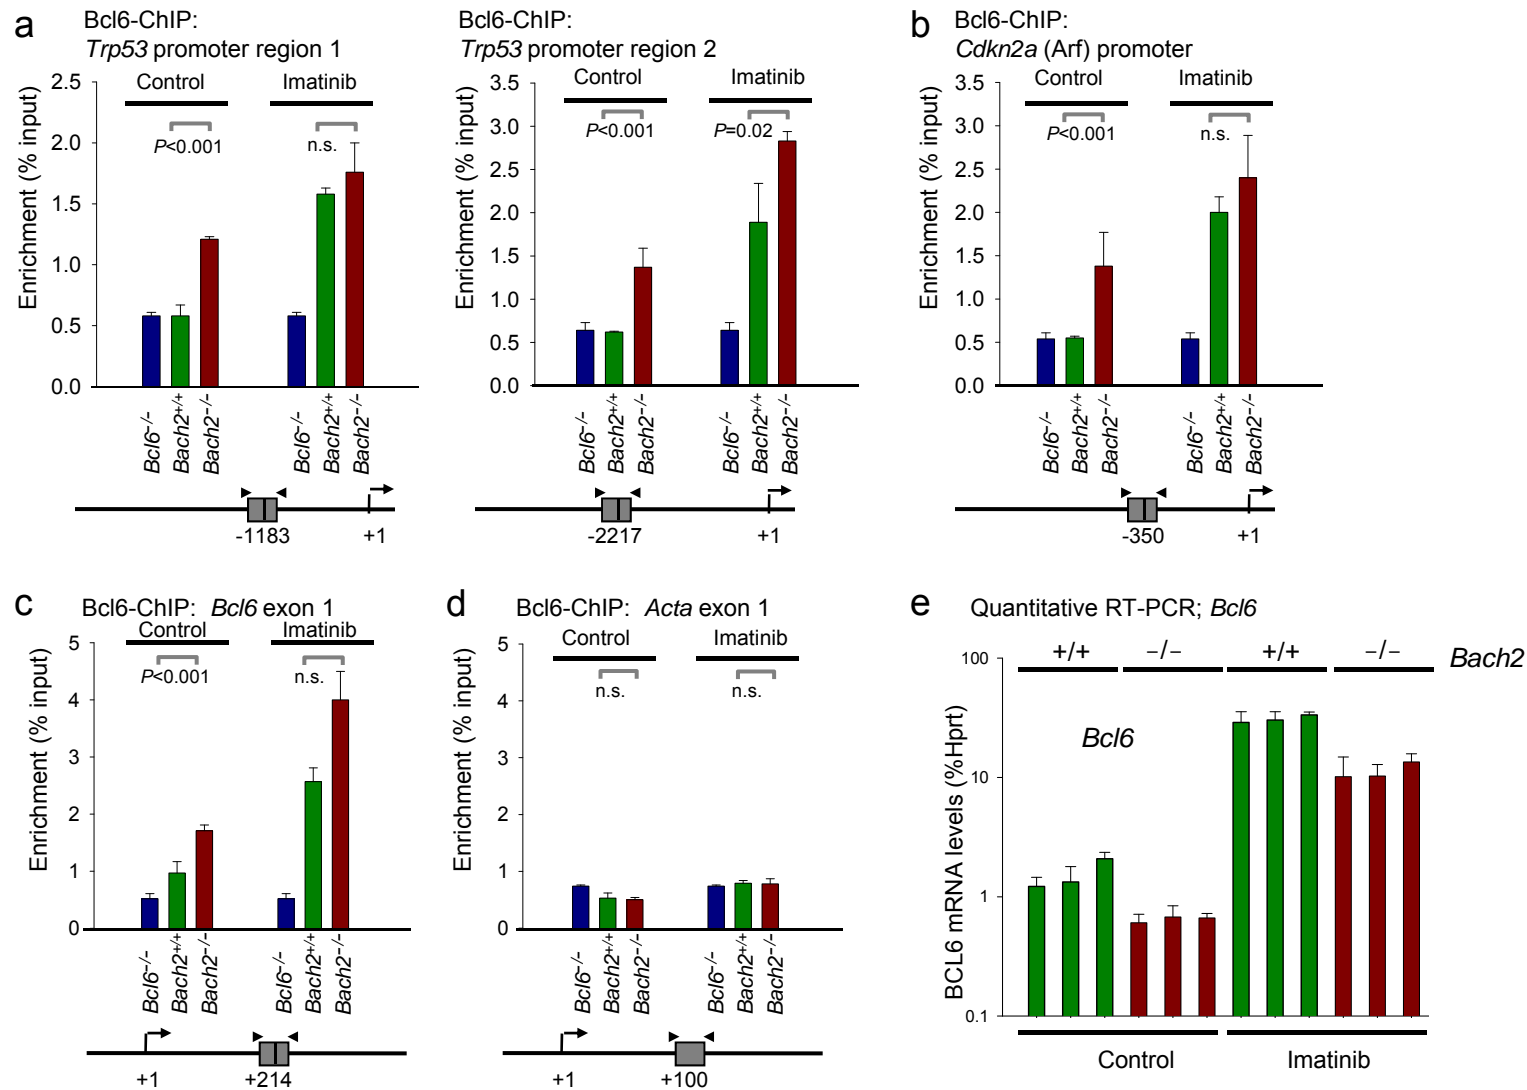 a
Bcl6-ChIP:
Trp53 promoter region 1
Control
Imatinib
P<0.001
n.s.
Enrichment (% input)
2.5
2.0
1.5
1.0
0.5
0.0
Bcl6-/-
Bach2+/+
Bach2-/-
Bcl6-/-
Bach2+/+
Bach2-/-
-1183
+1
Bcl6-ChIP:
Trp53 promoter region 2
Control
Imatinib
P<0.001
P=0.02
Enrichment (% input)
3.5
3.0
2.5
2.0
1.5
1.0
0.5
0.0
Bcl6-/-
Bach2+/+
Bach2-/-
Bcl6-/-
Bach2+/+
Bach2-/-
-2217
+1
b
Bcl6-ChIP:
Cdkn2a (Arf) promoter
Control
Imatinib
P<0.001
n.s.
Enrichment (% input)
3.5
3.0
2.5
2.0
1.5
1.0
0.5
0.0
Bcl6-/-
Bach2+/+
Bach2-/-
Bcl6-/-
Bach2+/+
Bach2-/-
-350
+1
c
Bcl6-ChIP: Bcl6 exon 1
Control
Imatinib
P<0.001
n.s.
Enrichment (% input)
5
4
3
2
1
0
Bcl6-/-
Bach2+/+
Bach2-/-
Bcl6-/-
Bach2+/+
Bach2-/-
+1
+214
d
Bcl6-ChIP: Acta exon 1
Control
Imatinib
n.s.
n.s.
Enrichment (% input)
5
4
3
2
1
0
Bcl6-/-
Bach2+/+
Bach2-/-
Bcl6-/-
Bach2+/+
Bach2-/-
+1
+100
e
Quantitative RT-PCR; Bcl6
+/+
−/−
+/+
−/−
Bach2
Bcl6
BCL6 mRNA levels (%Hprt)
100
10
1
0.1
Control
Imatinib